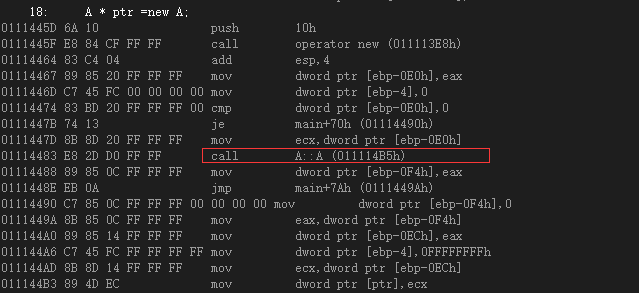 18:     A * ptr =new A;
0111445D 6A 10                push        10h
0111445F E8 84 CF FF FF       call        operator new (011113E8h)
01114464 83 C4 04             add         esp,4
01114467 89 85 20 FF FF FF    mov         dword ptr [ebp-0E0h],eax
0111446D C7 45 FC 00 00 00 00 mov         dword ptr [ebp-4],0
01114474 83 BD 20 FF FF FF 00 cmp         dword ptr [ebp-0E0h],0
0111447B 74 13                je          main+70h (01114490h)
0111447D 8B 8D 20 FF FF FF    mov         ecx,dword ptr [ebp-0E0h]
01114483 E8 2D D0 FF FF       call        A::A (011114B5h)
01114488 89 85 0C FF FF FF    mov         dword ptr [ebp-0F4h],eax
0111448E EB 0A                jmp         main+7Ah (0111449Ah)
01114490 C7 85 0C FF FF FF 00 00 00 00 mov         dword ptr [ebp-0F4h],0
0111449A 8B 85 0C FF FF FF    mov         eax,dword ptr [ebp-0F4h]
011144A0 89 85 14 FF FF FF    mov         dword ptr [ebp-0ECh],eax
011144A6 C7 45 FC FF FF FF FF mov         dword ptr [ebp-4],0FFFFFFFFh
011144AD 8B 8D 14 FF FF FF    mov         ecx,dword ptr [ebp-0ECh]
011144B3 89 4D EC             mov         dword ptr [ptr],ecx